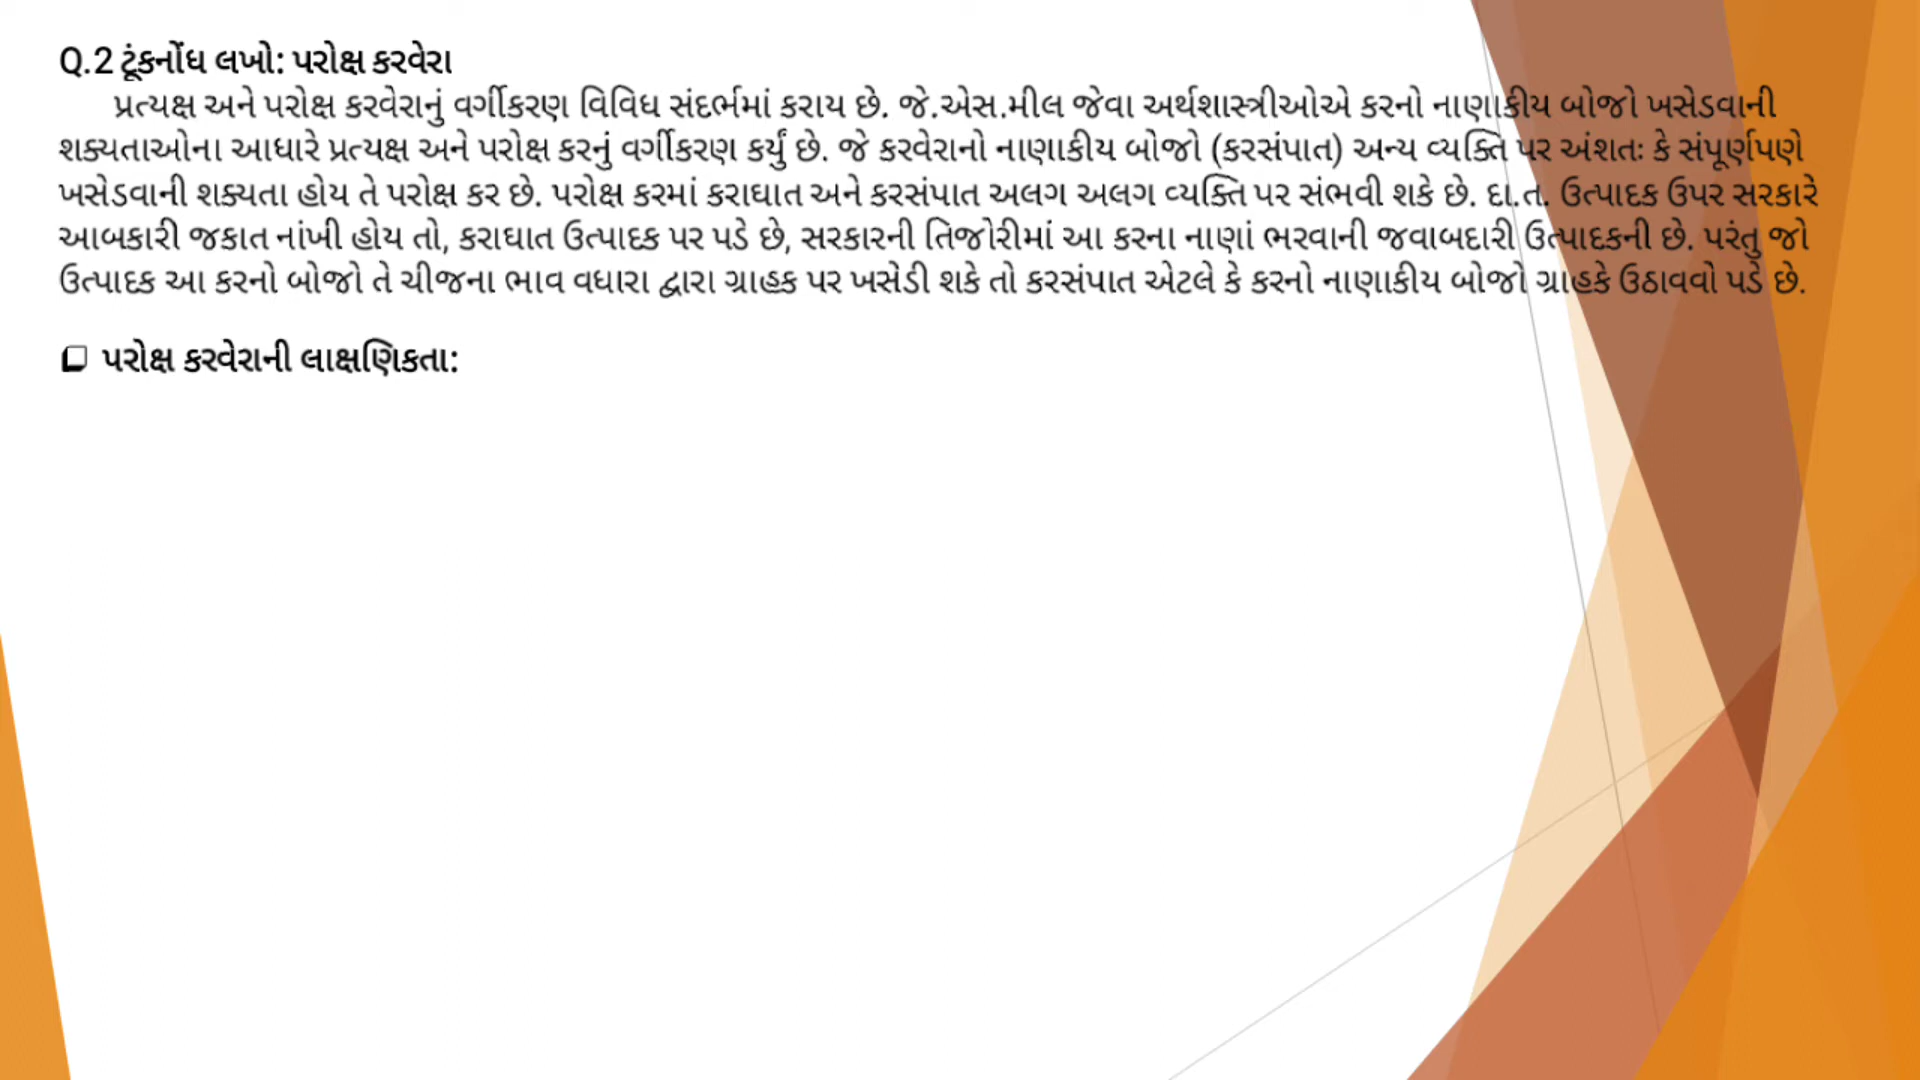 Q.2 ટૂંકનોંધ લખો: પરોક્ષ કરવેરા
પ્રત્યક્ષ અને પરોક્ષ કરવેરાનું વર્ગીકરણ વિવિધ સંદર્ભમાં કરાય છે. જે.એસ.મીલ જેવા અર્થશાસ્ત્રીઓએ કરનો નાણાકીય બોજો ખસેડવાની
શક્યતાઓના આધારે પ્રત્યક્ષ અને પરોક્ષ કરનું વર્ગીકરણ કર્યું છે. જે કરવેરાનો નાણાકીય બોજો (કરસંપાત) અન્ય વ્યક્તિ પર અંશતઃ કે સંપૂર્ણપણે
ખસેડવાની શક્યતા હોય તે પરોક્ષ કર છે. પરોક્ષ કરમાં કરાઘાત અને કરસંપાત અલગ અલગ વ્યક્તિ પર સંભવી શકે છે. દા.ત. ઉત્પાદક ઉપર સરકારે
આબકારી જકાત નાંખી હોય તો, કરાઘાત ઉત્પાદક પર પડે છે, સરકારની તિજોરીમાં આ કરના નાણાં ભરવાની જવાબદારી ઉત્પાદકની છે. પરંતુ જો
ઉત્પાદક આ કરનો બોજો તે ચીજના ભાવ વધારા દ્વારા ગ્રાહક પર ખસેડી શકે તો કરસંપાત એટલે કે કરનો નાણાકીય બોજો ગ્રાહકે ઉઠાવવો પડે છે.
❑ પરોક્ષ કરવેરાની લાક્ષણિકતા: